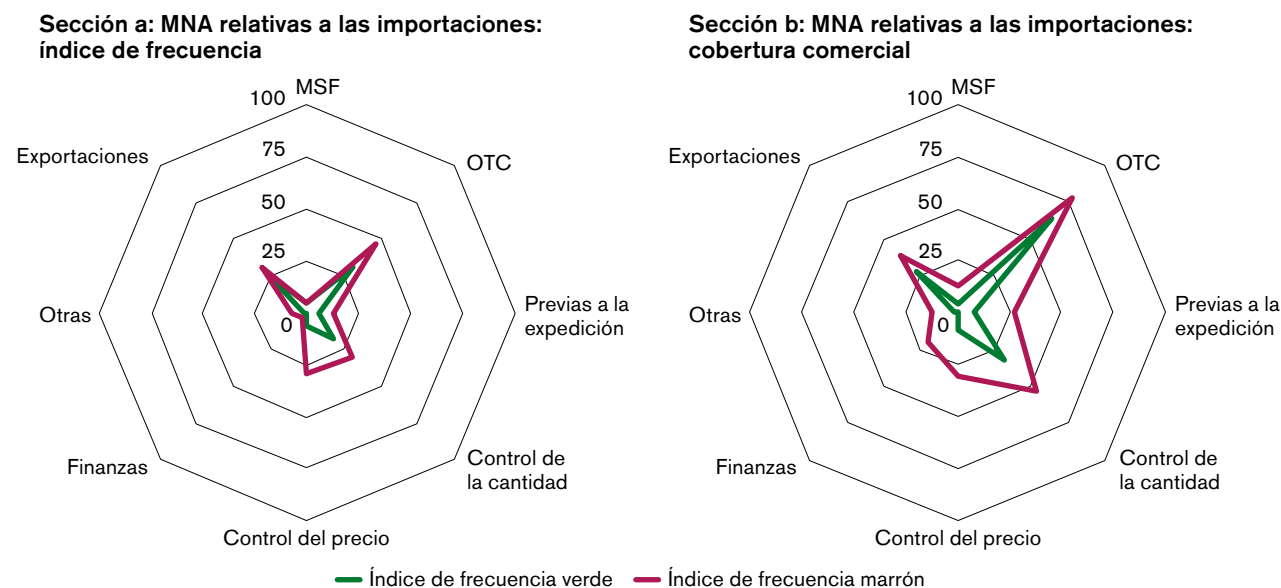 Sección a: MNA relativas a las importaciones:
índice de frecuencia
MSF
100
75
50
25
0
OTC
Previas a la
expedición
Control de
la cantidad
Control del precio
Finanzas
Otras
Exportaciones
Sección b: MNA relativas a las importaciones:
cobertura comercial
MSF
100
75
50
25
0
OTC
Previas a la
expedición
Control de
la cantidad
Control del precio
Finanzas
Otras
Exportaciones
Índice de frecuencia verde
Índice de frecuencia marrón